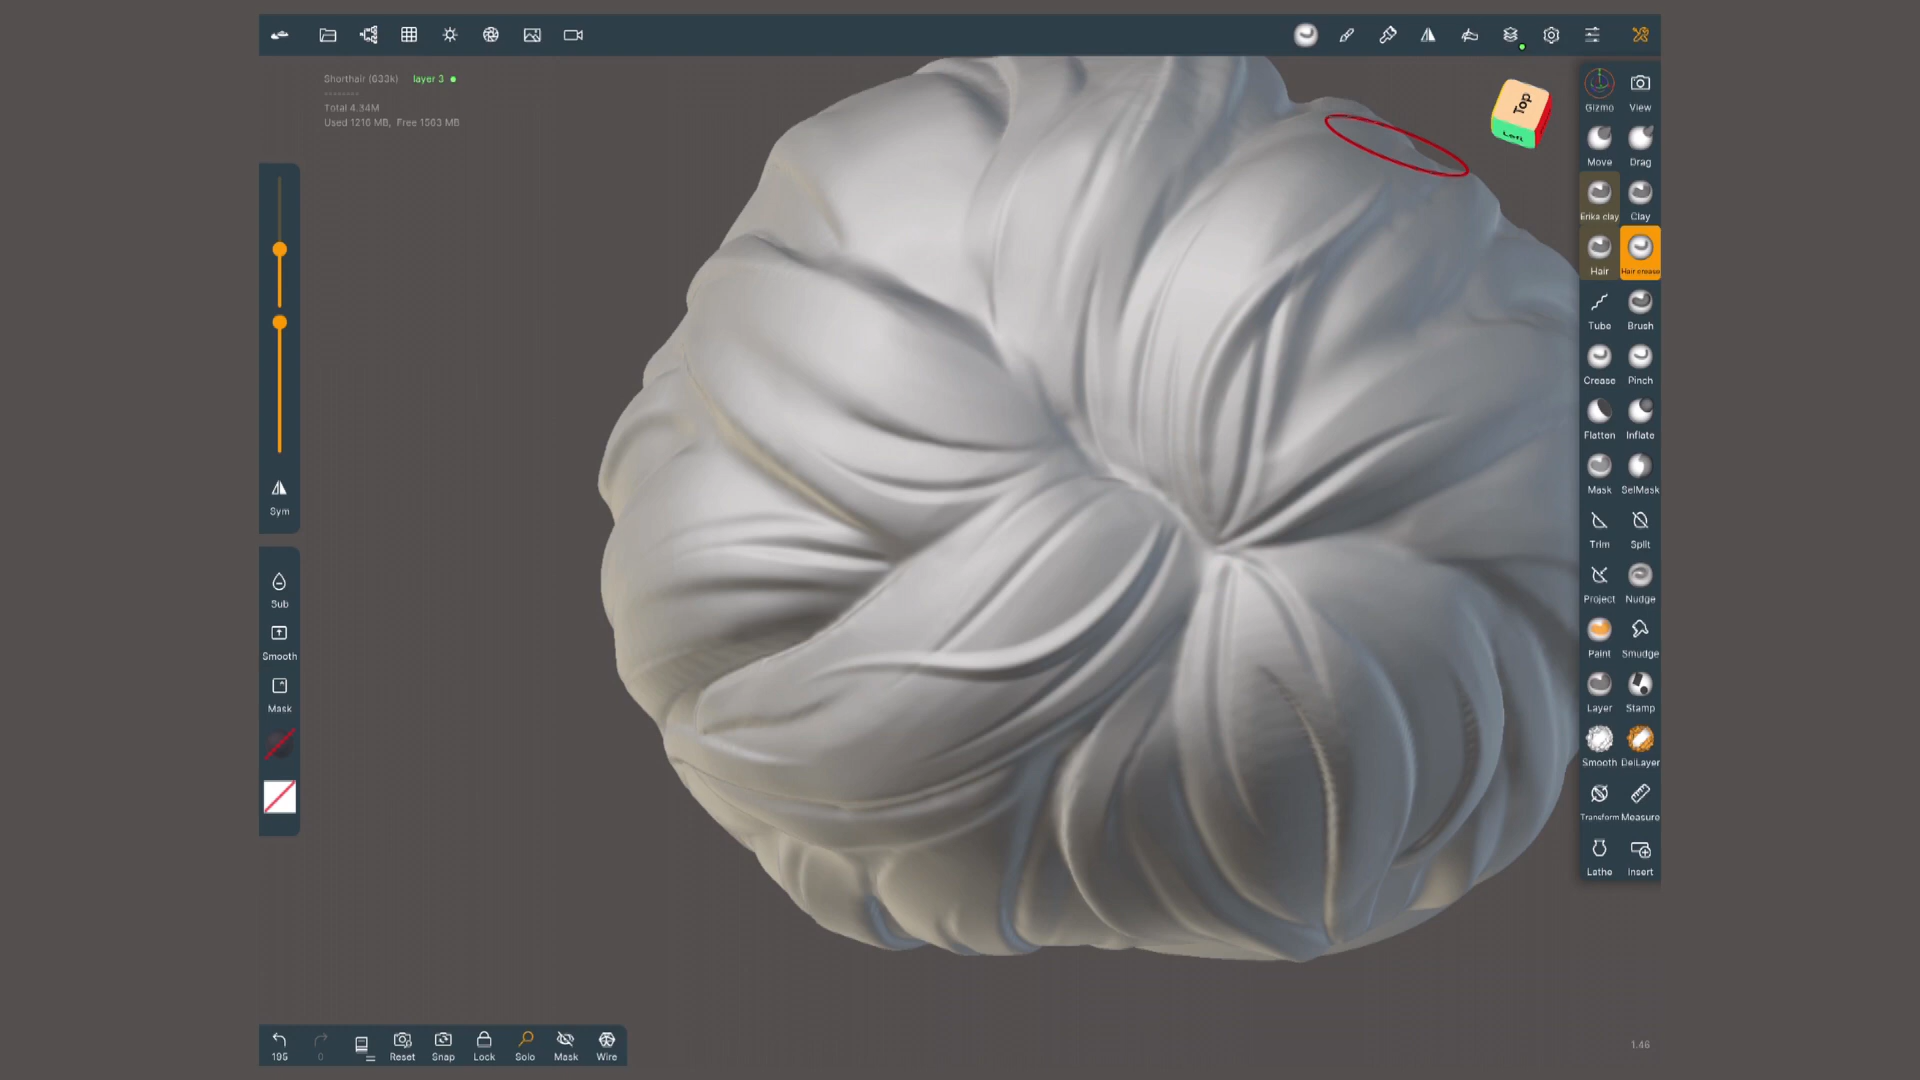 Shorthair (633k) layer 3
--------
Total 4.34M
Used 1216 MB, Free 1563 MB
Top
Left
Gizmo View
Move Drag
Erika clay Clay
Hair Hair crease
Tube Brush
Crease Pinch
Flatten Inflate
Mask SelMask
Trim Split
Project Nudge
Paint Smudge
Layer Stamp
Smooth DelLayer
Transform Measure
Lathe Insert
Sym
Sub
Smooth
Mask
195 0 Reset Snap Lock Solo Mask Wire
1.46